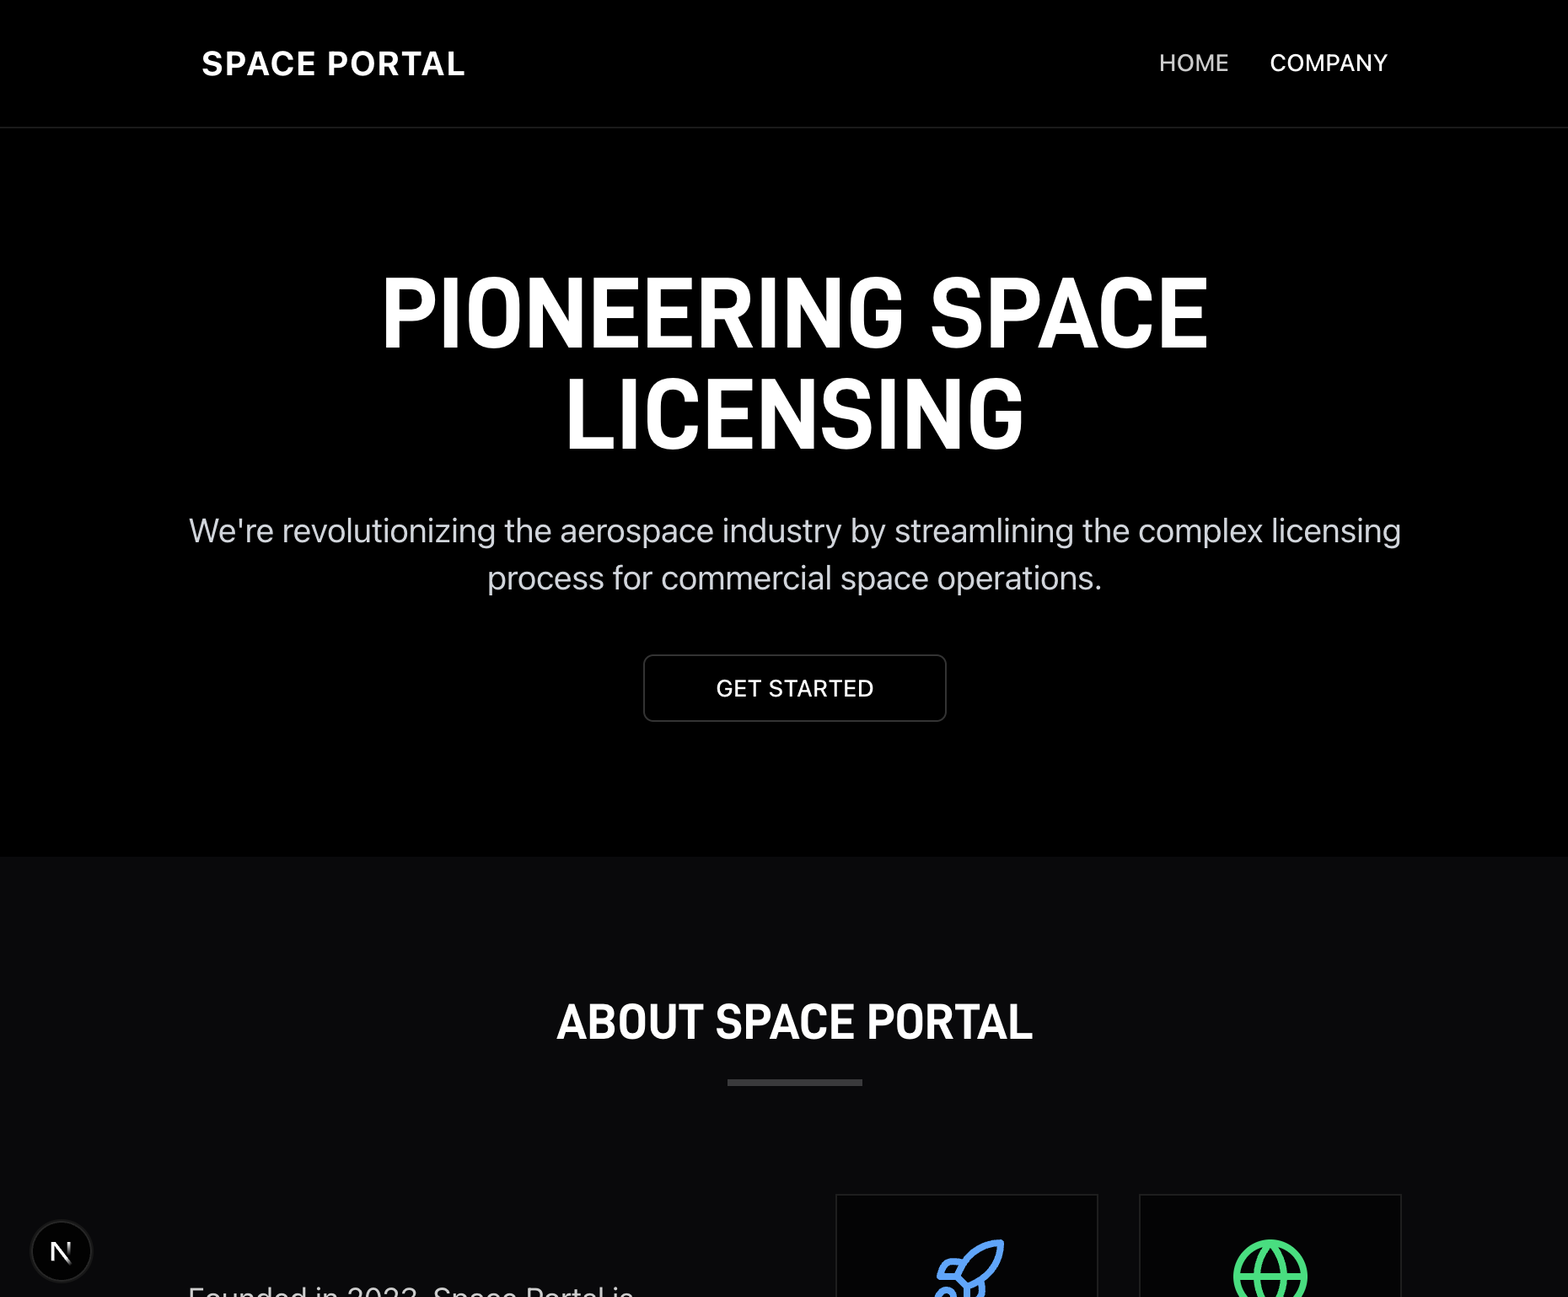 SPACE PORTAL
HOME
COMPANY
PIONEERING SPACE
LICENSING
We're revolutionizing the aerospace industry by streamlining the complex licensing
process for commercial space operations.
GET STARTED
ABOUT SPACE PORTAL
Founded in 2023, Space Portal is
N